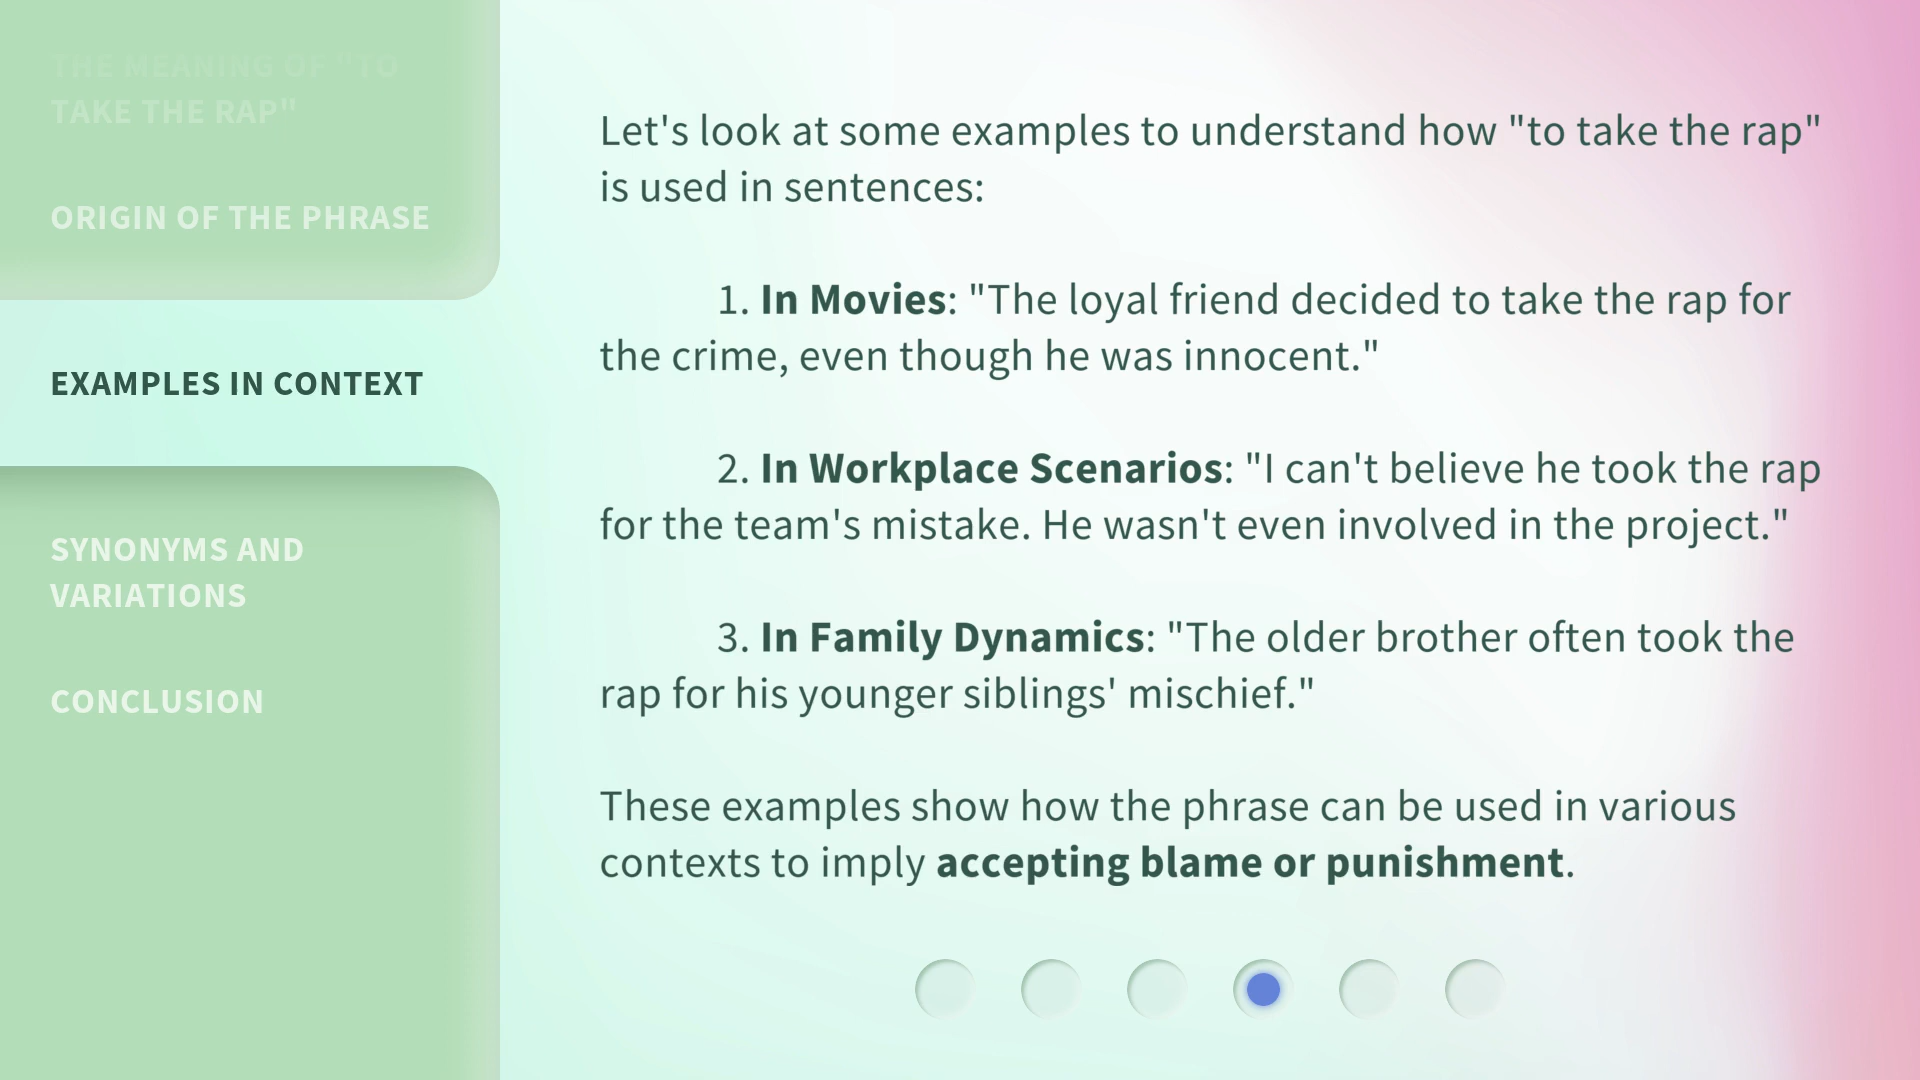 THE MEANING OF "TO
TAKE THE RAP"
ORIGIN OF THE PHRASE
EXAMPLES IN CONTEXT
SYNONYMS AND
VARIATIONS
CONCLUSION
Let's look at some examples to understand how "to take the rap"
is used in sentences:
1. In Movies: "The loyal friend decided to take the rap for
the crime, even though he was innocent."
2. In Workplace Scenarios: "I can't believe he took the rap
for the team's mistake. He wasn't even involved in the project."
3. In Family Dynamics: "The older brother often took the
rap for his younger siblings' mischief."
These examples show how the phrase can be used in various
contexts to imply accepting blame or punishment.